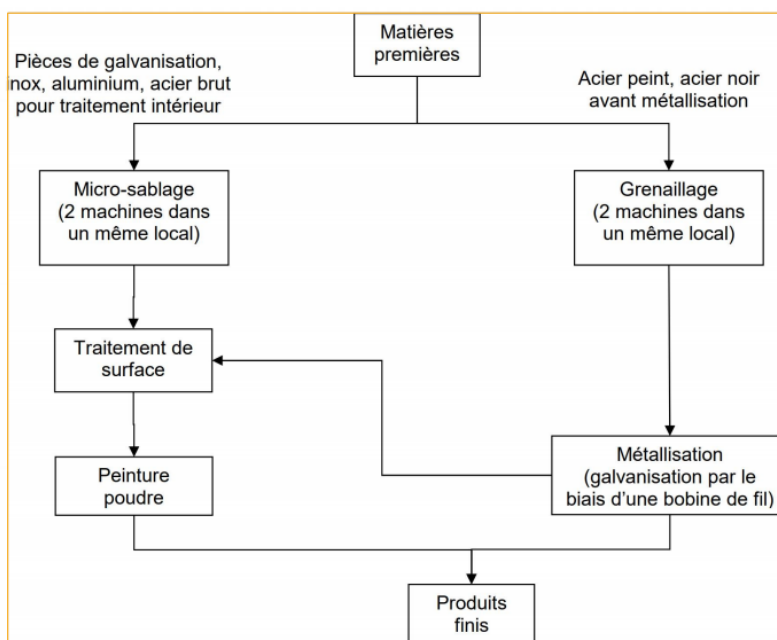 Matières
premières
Pièces de galvanisation,
inox, aluminium, acier brut
pour traitement intérieur
Acier peint, acier noir
avant métallisation
Micro-sablage
(2 machines dans
un même local)
Grenaillage
(2 machines dans
un même local)
Traitement de
surface
Métallisation
(galvanisation par le
biais d'une bobine de fil)
Peinture
poudre
Produits
finis